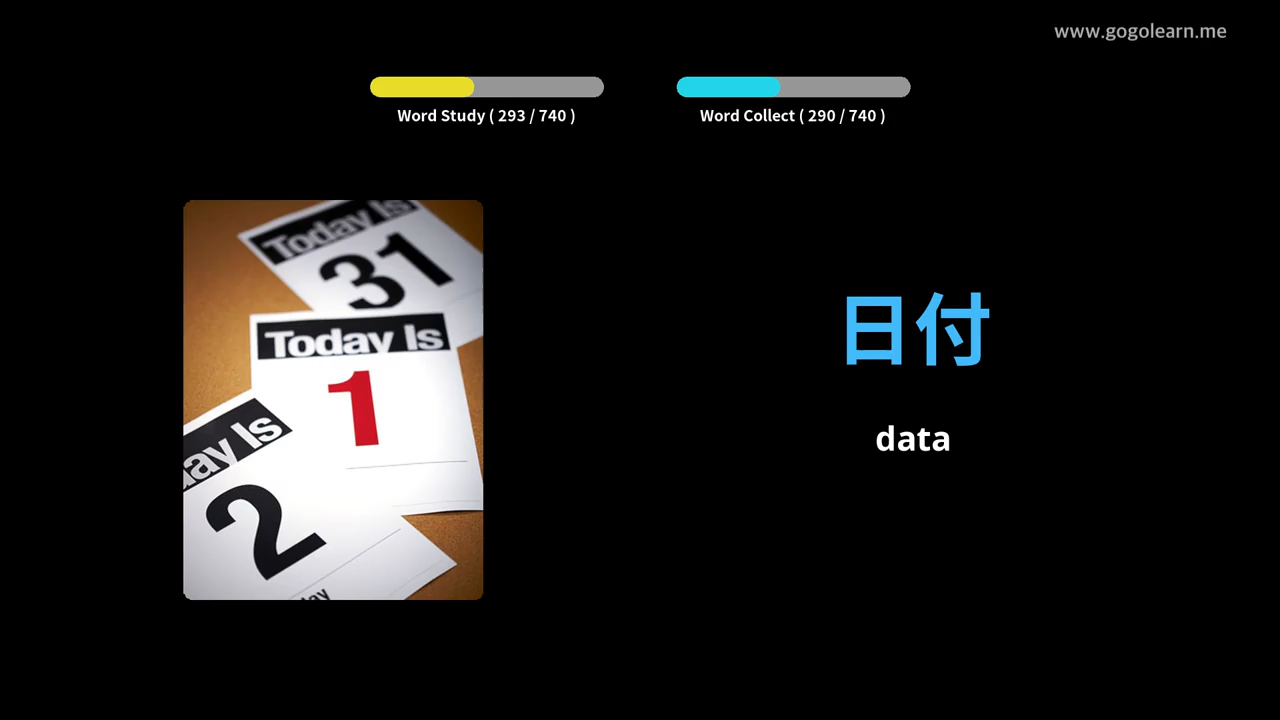 www.gogolearn.me
Word Study ( 293 / 740 )
Word Collect ( 290 / 740 )
Today Is
31
Today Is
1
ay Is
2
ay
日付
data